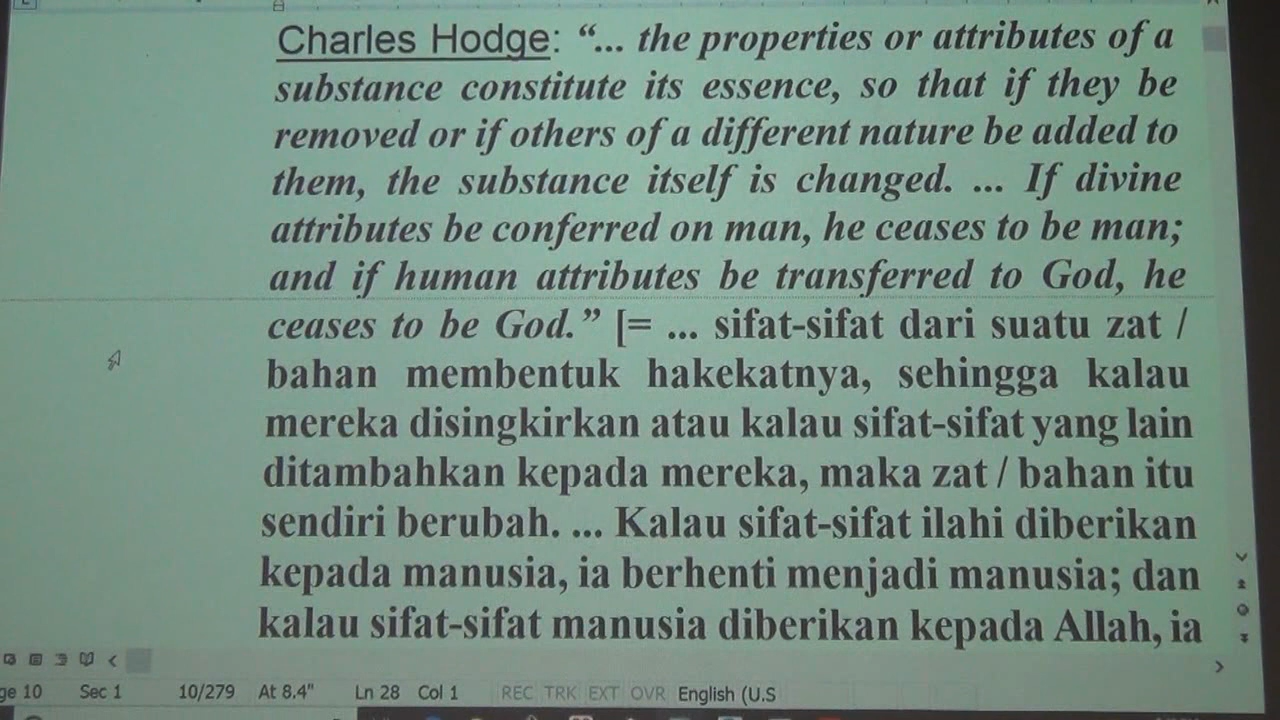 Charles Hodge: “... the properties or attributes of a
substance constitute its essence, so that if they be
removed or if others of a different nature be added to
them, the substance itself is changed. ... If divine
attributes be conferred on man, he ceases to be man;
and if human attributes be transferred to God, he
ceases to be God.” [= ... sifat-sifat dari suatu zat /
bahan membentuk hakekatnya, sehingga kalau
mereka disingkirkan atau kalau sifat-sifat yang lain
ditambahkan kepada mereka, maka zat / bahan itu
sendiri berubah. ... Kalau sifat-sifat ilahi diberikan
kepada manusia, ia berhenti menjadi manusia; dan
kalau sifat-sifat manusia diberikan kepada Allah, ia
ge 10 Sec 1 10/279 At 8.4" Ln 28 Col 1 REC TRK EXT OVR English (U.S